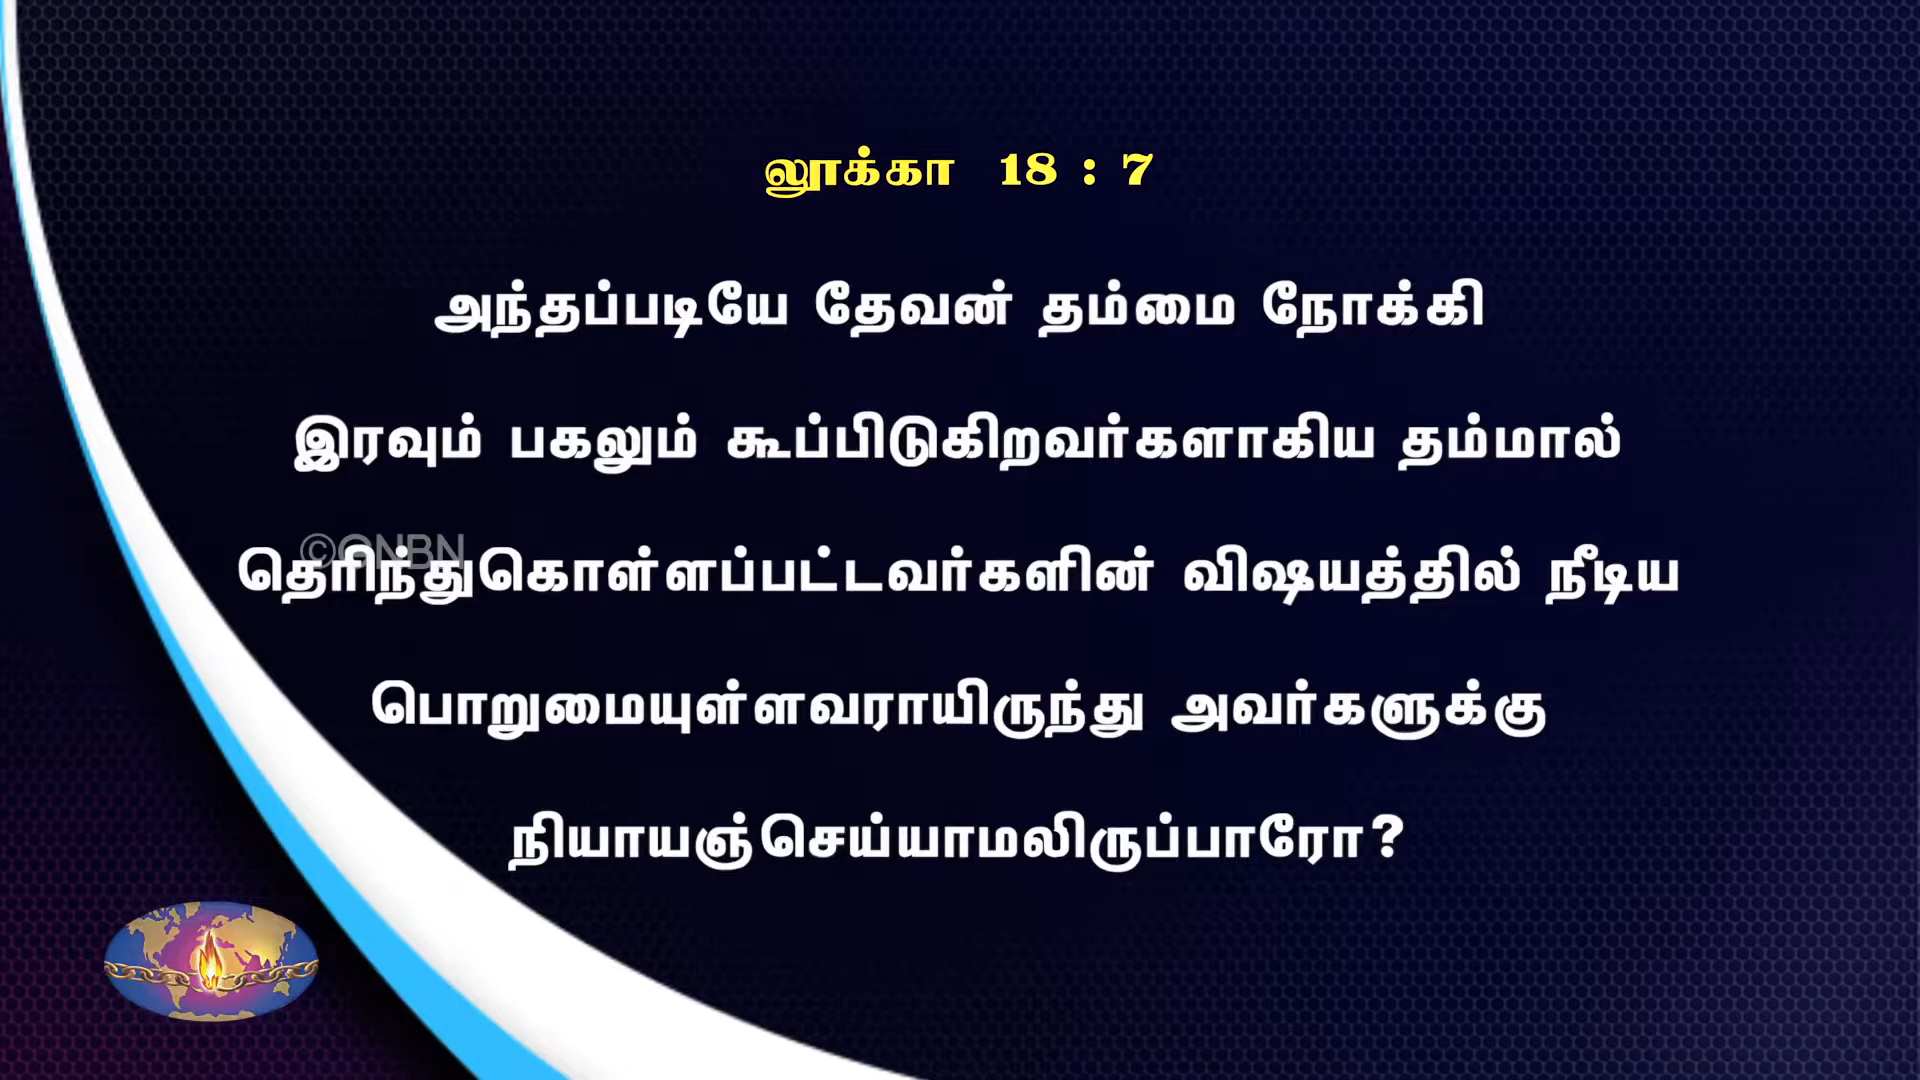 லூக்கா 18 : 7
அந்தப்படியே தேவன் தம்மை நோக்கி
இரவும் பகலும் கூப்பிடுகிறவர்களாகிய தம்மால்
©GNBN
தெரிந்துகொள்ளப்பட்டவர்களின் விஷயத்தில் நீடிய
பொறுமையுள்ளவராயிருந்து அவர்களுக்கு
நியாயஞ்செய்யாமலிருப்பாரோ?